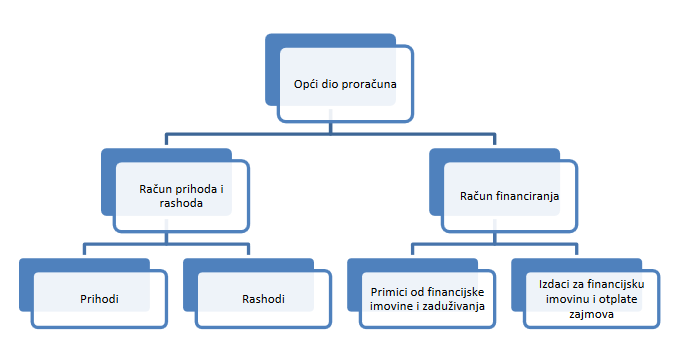 Opći dio proračuna
Račun prihoda i
rashoda
Račun financiranja
Prihodi
Rashodi
Primici od financijske
imovine i zaduživanja
Izdaci za financijsku
imovinu i otplate
zajmova